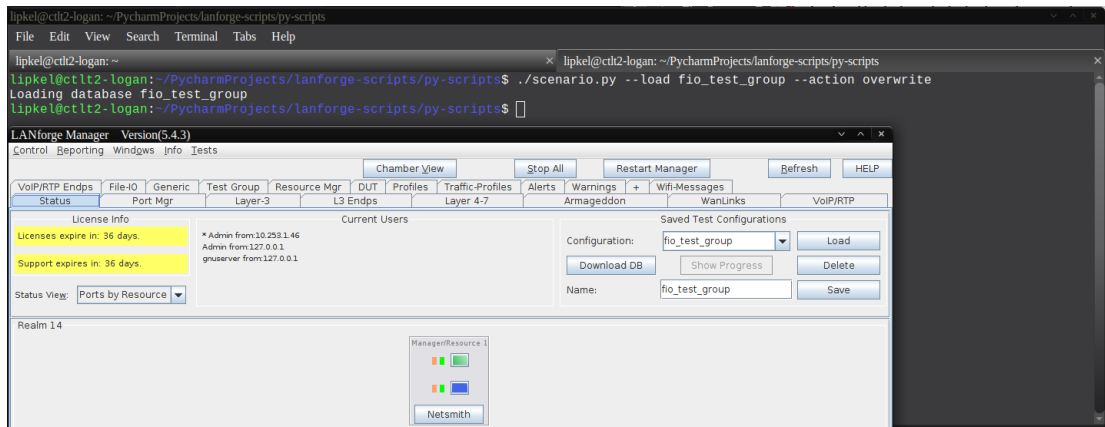 lipkel@ctlt2-logan: ~/PycharmProjects/lanforge-scripts/py-scripts
File Edit View Search Terminal Tabs Help
lipkel@ctlt2-logan: ~ × lipkel@ctlt2-logan: ~/PycharmProjects/lanforge-scripts/py-scripts ×
lipkel@ctlt2-logan:~/PycharmProjects/lanforge-scripts/py-scripts$ ./scenario.py --load fio_test_group --action overwrite
Loading database fio_test_group
lipkel@ctlt2-logan:~/PycharmProjects/lanforge-scripts/py-scripts$
LANforge Manager Version(5.4.3)
Control Reporting Windows Info Tests
Chamber View Stop All Restart Manager Refresh HELP
VoIP/RTP Endps File-IO Generic Test Group Resource Mgr DUT Profiles Traffic-Profiles Alerts Warnings + Wifi-Messages
Status Port Mgr Layer-3 L3 Endps Layer 4-7 Armageddon WanLinks VoIP/RTP
License Info Current Users Saved Test Configurations
Licenses expire in: 36 days. * Admin from:10.253.1.46 Configuration: fio_test_group Load
Admin from:127.0.0.1
Support expires in: 36 days. gnuserver from:127.0.0.1 Download DB Show Progress Delete
Status View: Ports by Resource Name: fio_test_group Save
Realm 14
Manager/Resource 1
Netsmith